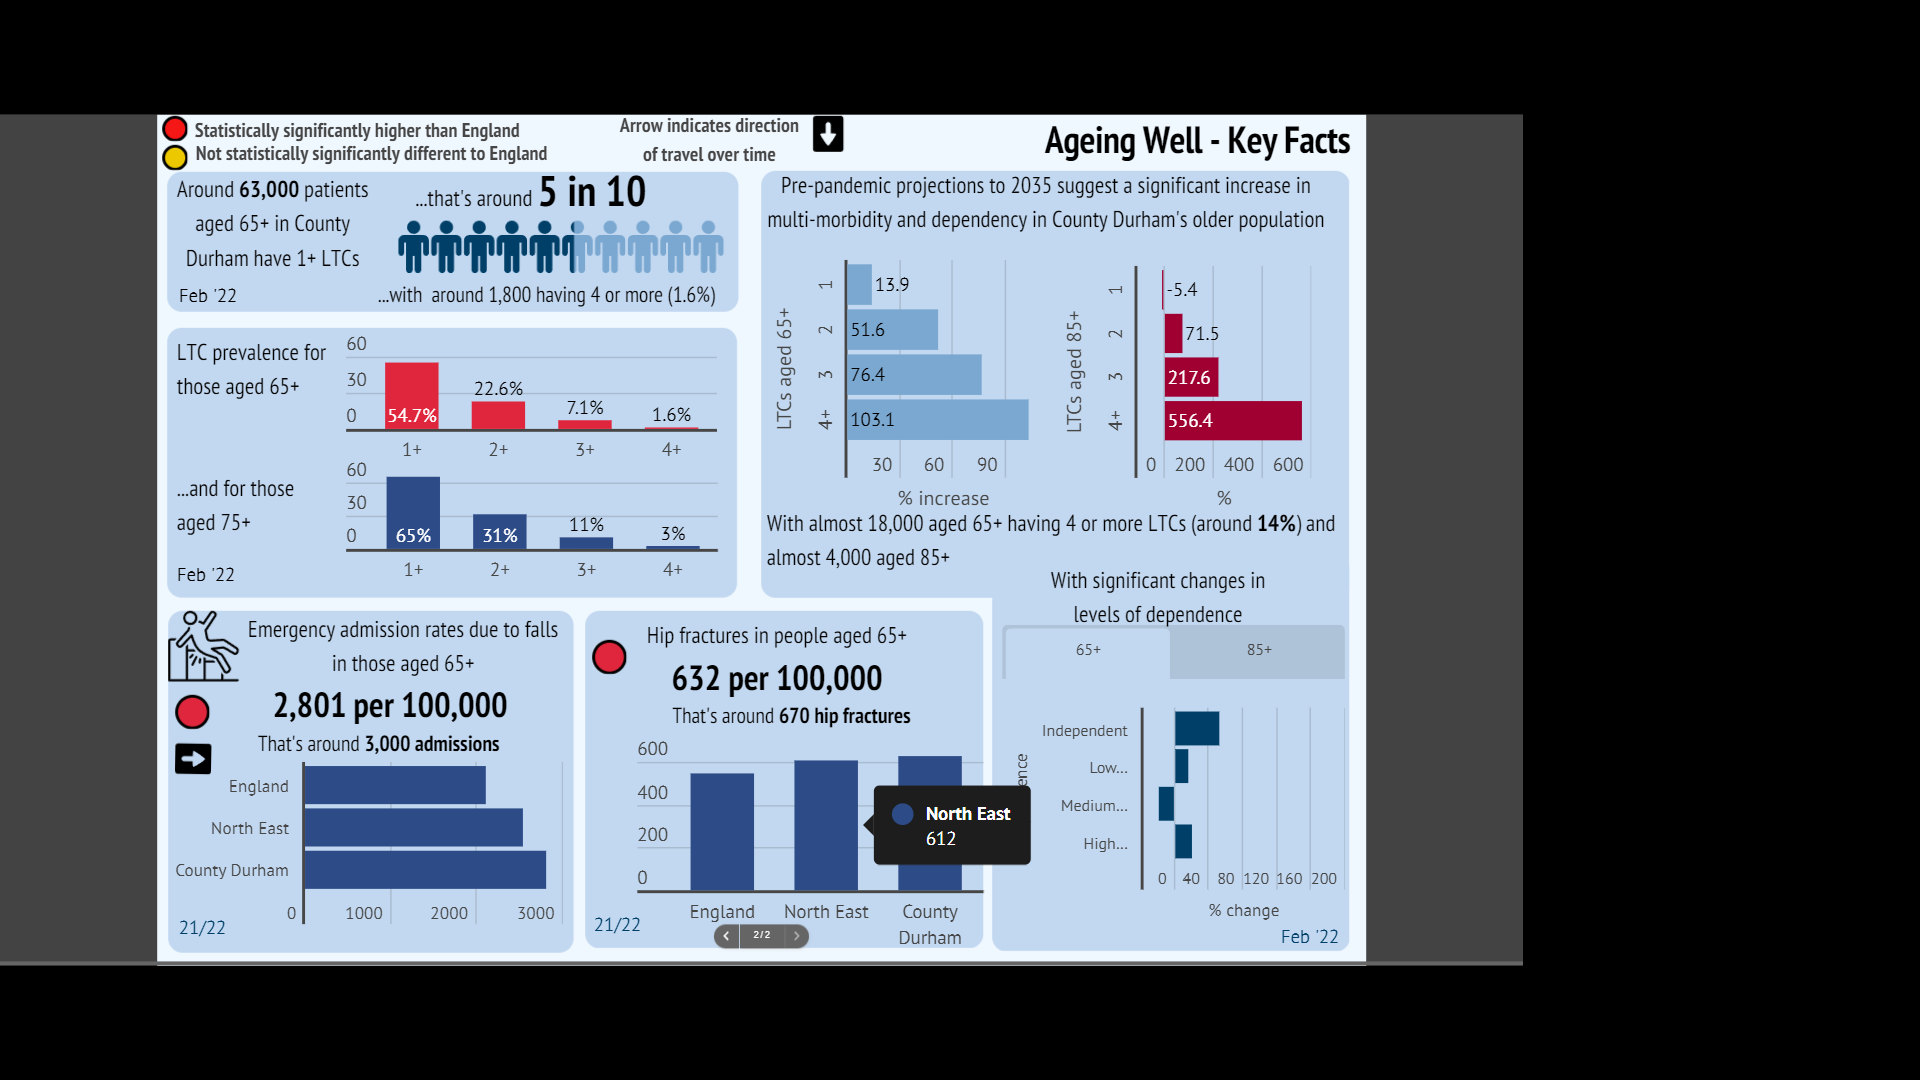 Statistically significantly higher than England
Not statistically significantly different to England
Arrow indicates direction
of travel over time
Ageing Well - Key Facts
Around 63,000 patients
aged 65+ in County
Durham have 1+ LTCs
Feb '22
...that's around 5 in 10
...with around 1,800 having 4 or more (1.6%)
LTC prevalence for
those aged 65+
60
30
0
54.7%
22.6%
7.1%
1.6%
1+ 2+ 3+ 4+
...and for those
aged 75+
60
30
0
65%
31%
11%
3%
1+ 2+ 3+ 4+
Feb '22
Pre-pandemic projections to 2035 suggest a significant increase in
multi-morbidity and dependency in County Durham's older population
LTCs aged 65+
1
2
3
4+
13.9
51.6
76.4
103.1
30 60 90
% increase
LTCs aged 85+
1
2
3
4+
-5.4
71.5
217.6
556.4
0 200 400 600
%
With almost 18,000 aged 65+ having 4 or more LTCs (around 14%) and
almost 4,000 aged 85+
With significant changes in
levels of dependence
65+ 85+
Independent
Low...
Medium...
High...
ence
0 40 80 120 160 200
% change
Feb '22
Emergency admission rates due to falls
in those aged 65+
2,801 per 100,000
That's around 3,000 admissions
England
North East
County Durham
0 1000 2000 3000
21/22
Hip fractures in people aged 65+
632 per 100,000
That's around 670 hip fractures
600
400
200
0
North East
612
England North East County
Durham
21/22
2/2